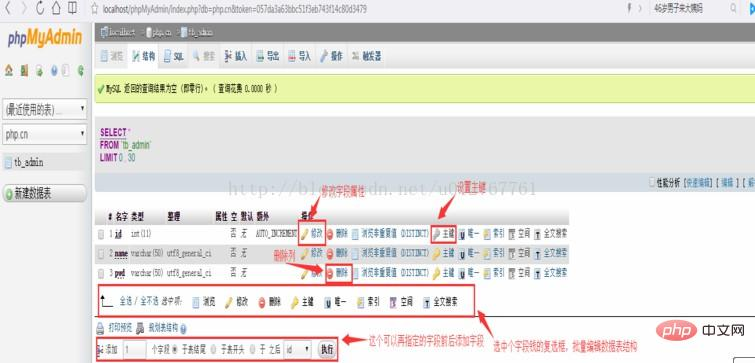 localhost/phpMyAdmin/index.php?db=php.cn&token=057da3a63bbc51f3eb743f14c80d3479
46岁男子来大姨妈
phpMyAdmin
localhost php.cn tb_admin
浏览 结构 SQL 搜索 插入 导出 导入 操作 触发器
MySQL 返回的查询结果为空 (即零行)。 ( 查询花费 0.0000 秒 )
(最近使用的表) ...
php.cn
tb_admin
新建数据表
SELECT *
FROM `tb_admin`
LIMIT 0 , 30
性能分析 [快速编辑] [ 编辑 ] [
修改字段属性
设置主键
# 名字 类型 整理 属性 空 默认 额外 操作
1 id int(11) 否 无 AUTO_INCREMENT 修改 删除 浏览非重复值 (DISTINCT) 主键 唯一 索引 空间 全文搜索
2 name varchar(50) utf8_general_ci 否 无 修改 删除 浏览非重复值 (DISTINCT) 主键 唯一 索引 空间 全文搜索
删除列
3 pwd varchar(50) utf8_general_ci 否 无 修改 删除 浏览非重复值 (DISTINCT) 主键 唯一 索引 空间 全文搜索
全选 / 全不选 选中项: 浏览 修改 删除 主键 唯一 索引 空间 全文搜索
打印预览 规划表结构
这个可以再指定的字段前后添加字段
选中个字段钱的复选框,批量编辑数据表结构
添加 1 个字段 于表结尾 于表开头 于 之后 id 执行
php 中文网